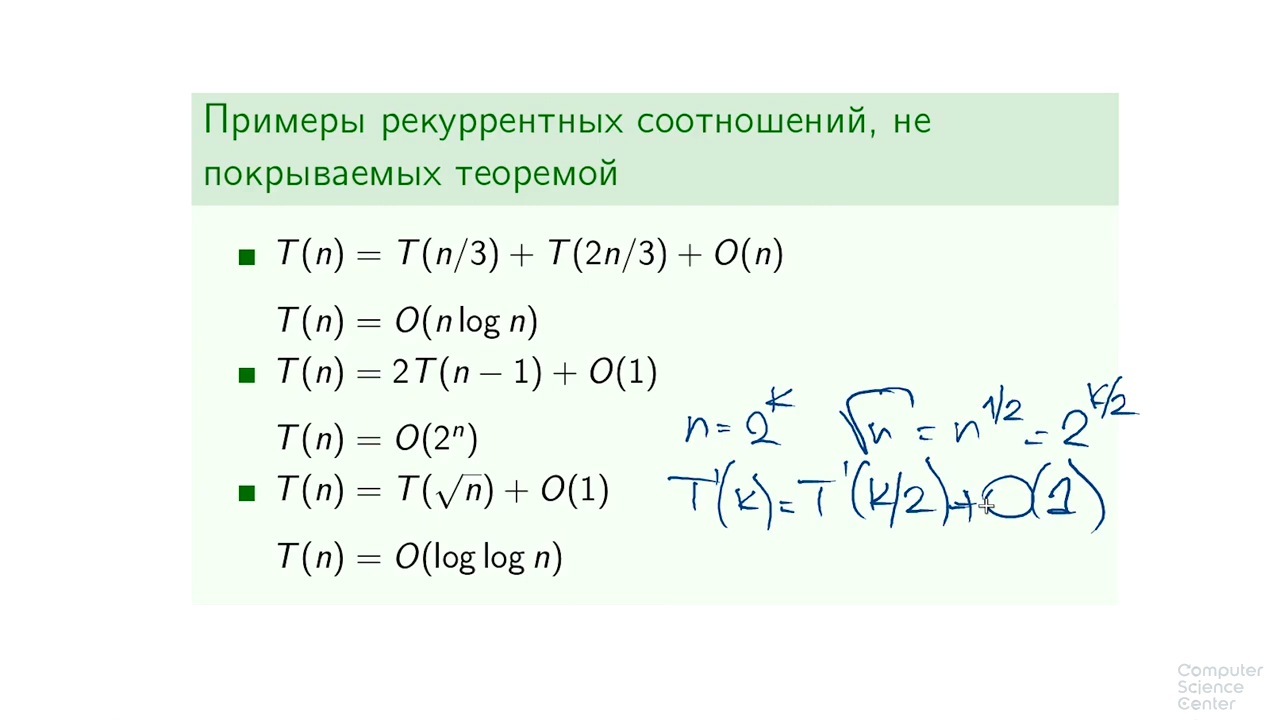 Примеры рекуррентных соотношений, не
покрываемых теоремой
T(n) = T(n/3) + T(2n/3) + O(n)
T(n) = O(n log n)
T(n) = 2T(n − 1) + O(1)
n = 2^k √n = n^{1/2} = 2^{k/2}
T(n) = O(2^n)
T(n) = T(√n) + O(1)
T'(k) = T'(k/2) + O(1)
T(n) = O(log log n)
Computer
Science
Center